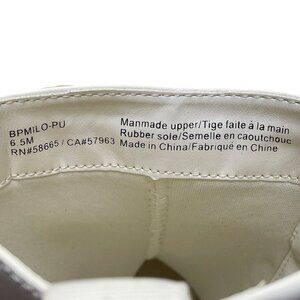 BPMILO-PU
6.5M
RN#58665 / CA#57963
Manmade upper/Tige faite à la main
Rubber sole/Semelle en caoutchouc
Made in China/Fabriqué en Chine